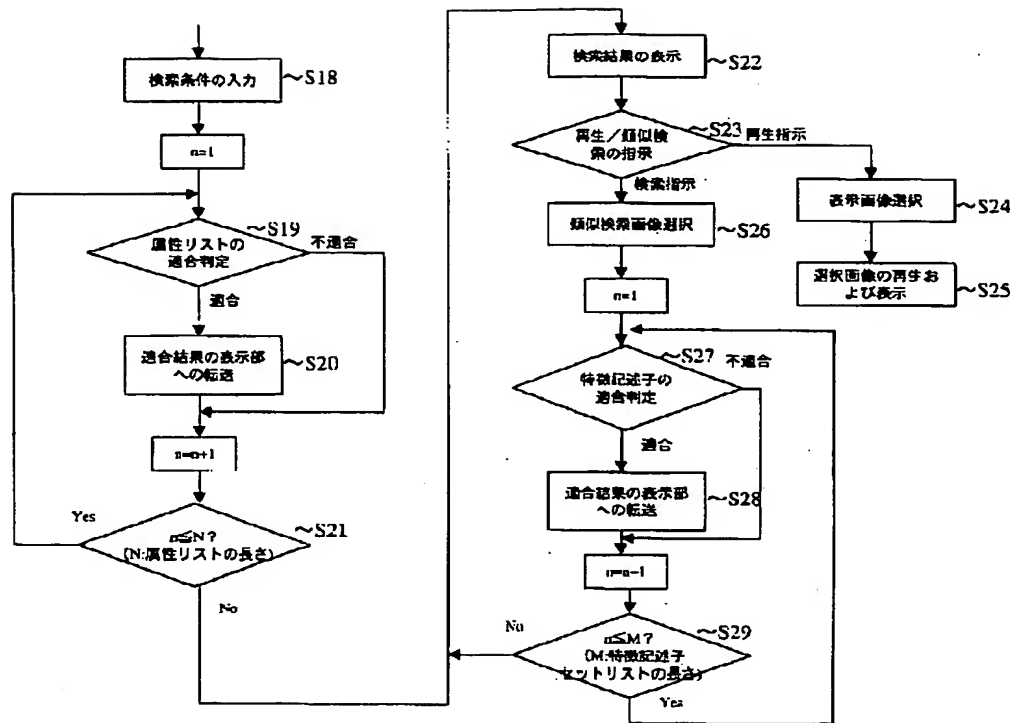 検索条件の入力
～S18
n=1
～S19
属性リストの
適合判定
不適合
適合
適合結果の表示部
への転送
～S20
n=n+1
Yes
n≦N？
(N:属性リストの長さ)
～S21
No
検索結果の表示
～S22
～S23
再生／類似検
索の指示
再生指示
検索指示
表示画像選択
～S24
選択画像の再生お
よび表示
～S25
類似検索画像選択
～S26
n=1
～S27
特徴記述子の
適合判定
不適合
適合
適合結果の表示部
への転送
～S28
n=n-1
No
n≦M？
(M:特徴記述子
セットリストの長さ)
～S29
Yes